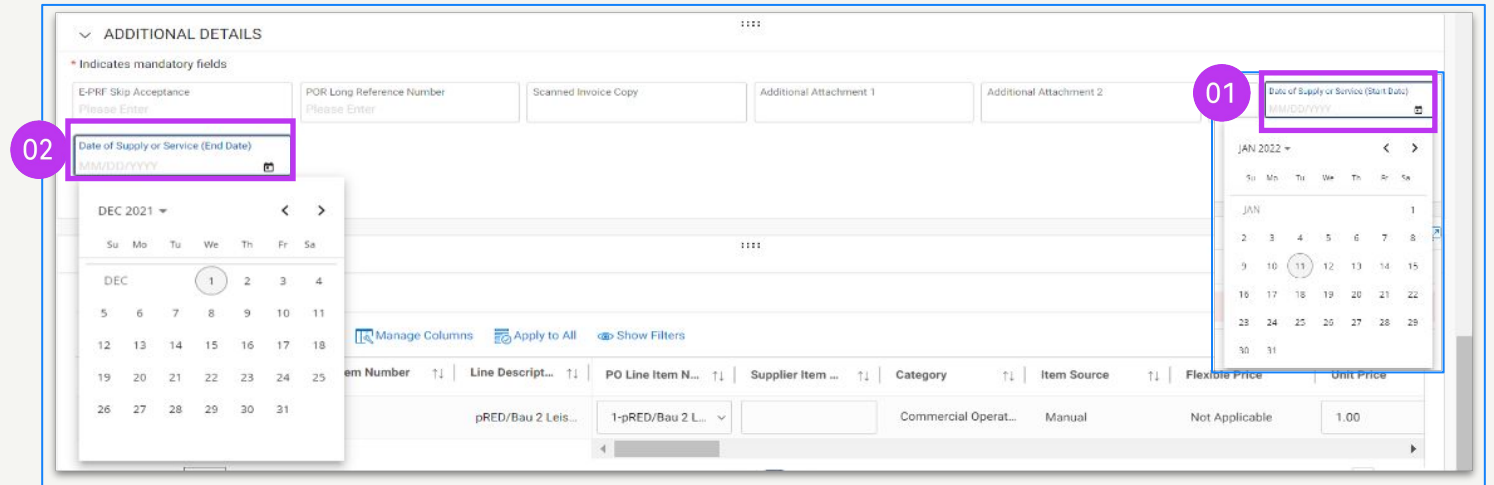 ADDITIONAL DETAILS
* Indicates mandatory fields
E-PRF Skip Acceptance
Please Enter
POR Long Reference Number
Please Enter
Scanned Invoice Copy
Additional Attachment 1
Additional Attachment 2
01
Date of Supply or Service (Start Date)
MM/DD/YYYY
02
Date of Supply or Service (End Date)
MM/DD/YYYY
JAN 2022
Su Mo Tu We Th Fr Sa
JAN 1
2 3 4 5 6 7 8
9 10 11 12 13 14 15
16 17 18 19 20 21 22
23 24 25 26 27 28 29
30 31
DEC 2021
Su Mo Tu We Th Fr Sa
DEC 1 2 3 4
5 6 7 8 9 10 11
12 13 14 15 16 17 18
19 20 21 22 23 24 25
26 27 28 29 30 31
Manage Columns Apply to All Show Filters
em Number Line Descript... PO Line Item N... Supplier Item ... Category Item Source Flexible Price Unit Price
pRED/Bau 2 Leis... 1-pRED/Bau 2 L... Commercial Operat... Manual Not Applicable 1.00